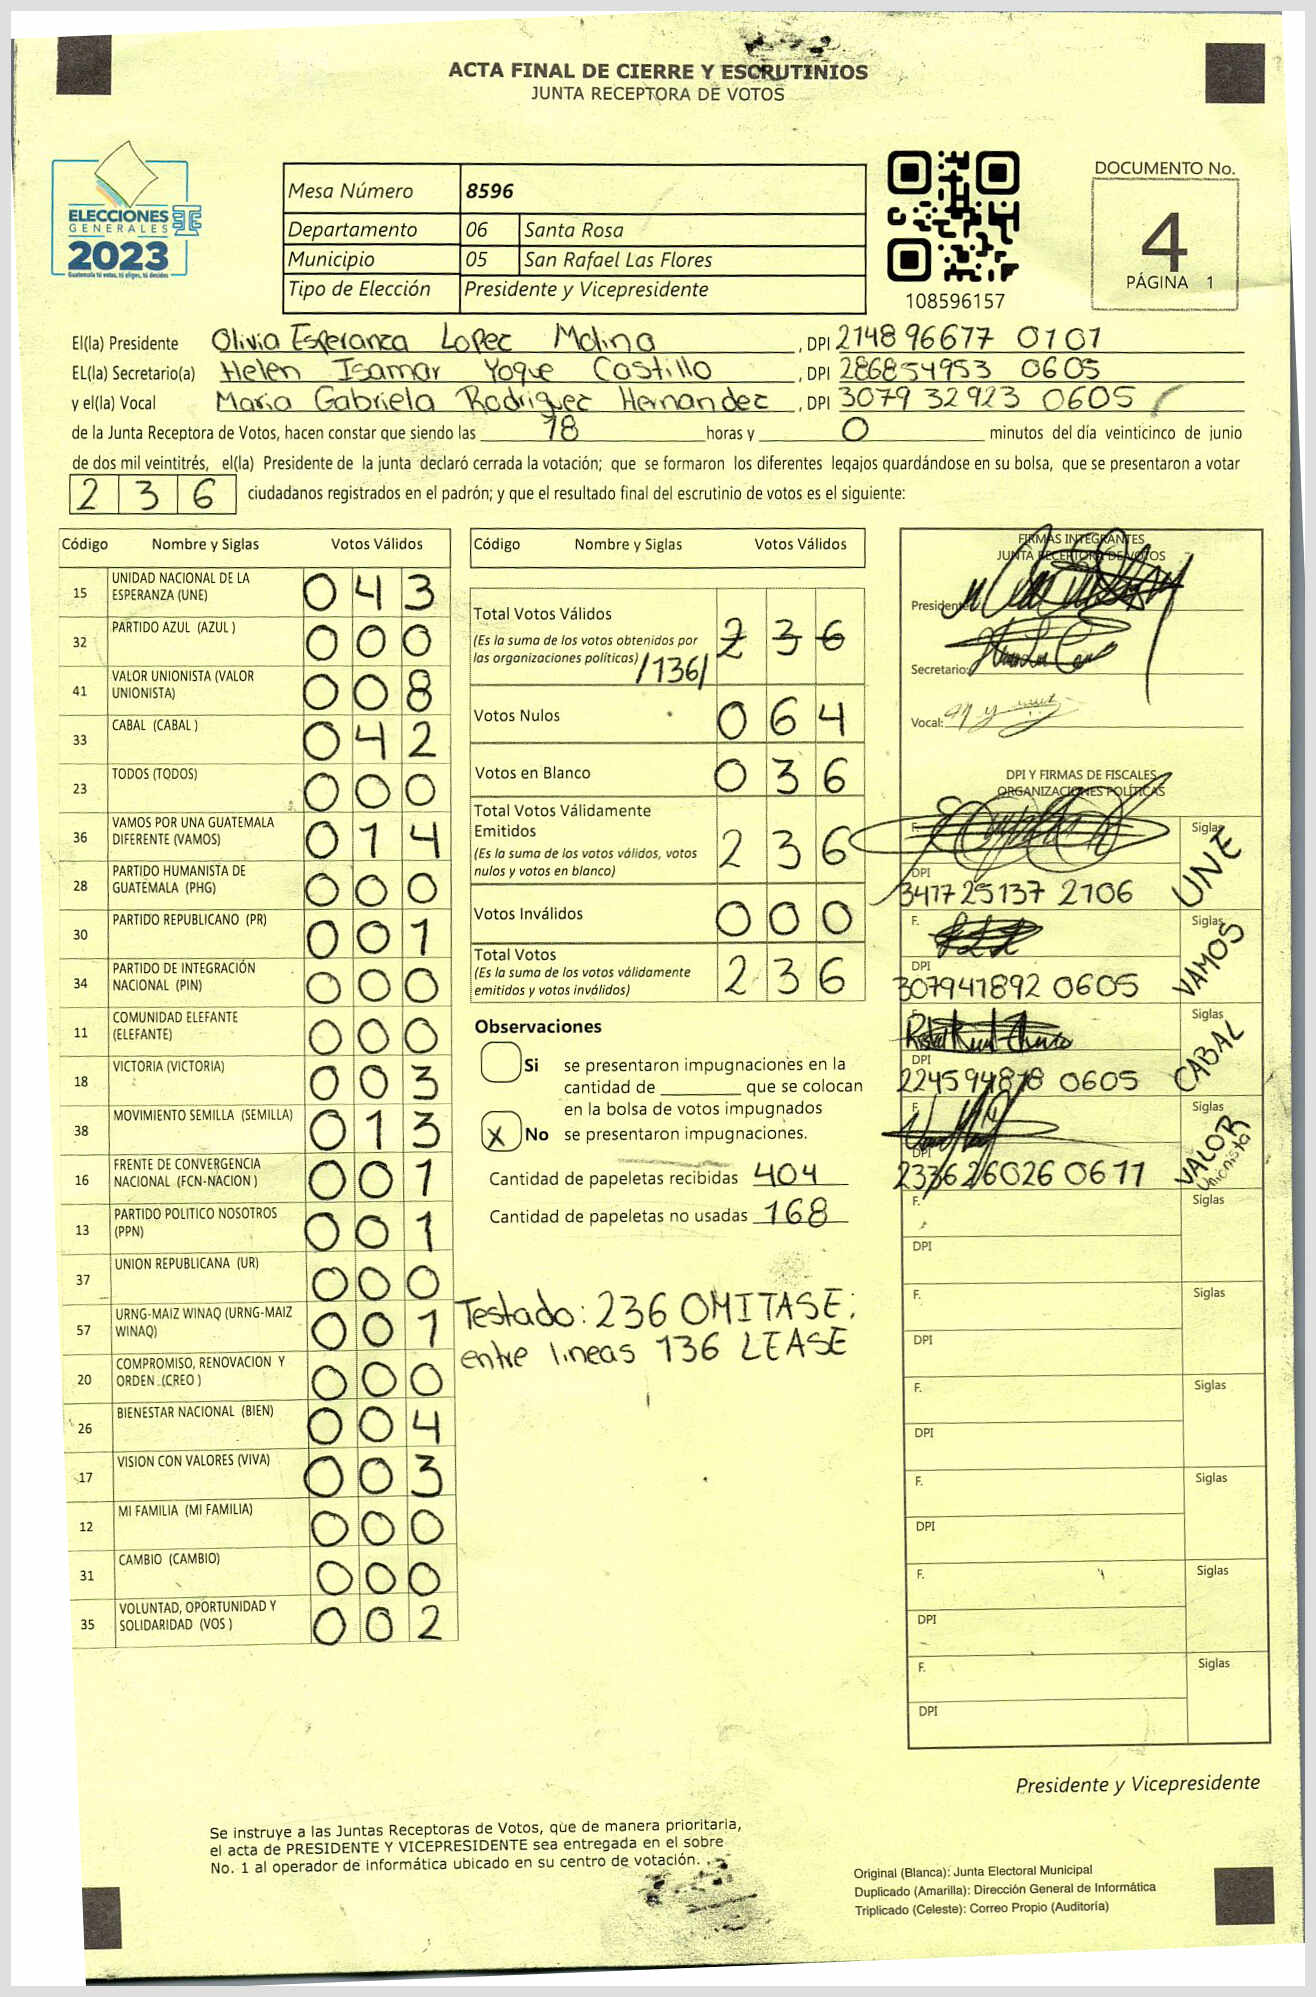 ACTA FINAL DE CIERRE Y ESCRUTINIOS
JUNTA RECEPTORA DE VOTOS
ELECCIONES
GENERALES
2023
Guatemala tú votas, tú eliges, tú decides
Mesa Número 8596
Departamento 06 Santa Rosa
Municipio 05 San Rafael Las Flores
Tipo de Elección Presidente y Vicepresidente
108596157
DOCUMENTO No.
4
PÁGINA 1
El(la) Presidente Olivia Esperanza Lopez Molina, DPI 2148 96677 0101
EL(la) Secretario(a) Helen Isamar Yoque Castillo, DPI 286854953 0605
y el(la) Vocal Maria Gabriela Rodriguez Hernandez, DPI 3079 32923 0605
de la Junta Receptora de Votos, hacen constar que siendo las 18 horas y 0 minutos del día veinticinco de junio
de dos mil veintitrés, el(la) Presidente de la junta declaró cerrada la votación; que se formaron los diferentes legajos guardándose en su bolsa, que se presentaron a votar
2 3 6 ciudadanos registrados en el padrón; y que el resultado final del escrutinio de votos es el siguiente:
Código Nombre y Siglas Votos Válidos
15 UNIDAD NACIONAL DE LA ESPERANZA (UNE) 0 4 3
32 PARTIDO AZUL (AZUL ) 0 0 0
41 VALOR UNIONISTA (VALOR UNIONISTA) 0 0 8
33 CABAL (CABAL ) 0 4 2
23 TODOS (TODOS) 0 0 0
36 VAMOS POR UNA GUATEMALA DIFERENTE (VAMOS) 0 1 4
28 PARTIDO HUMANISTA DE GUATEMALA (PHG) 0 0 0
30 PARTIDO REPUBLICANO (PR) 0 0 1
34 PARTIDO DE INTEGRACIÓN NACIONAL (PIN) 0 0 0
11 COMUNIDAD ELEFANTE (ELEFANTE) 0 0 0
18 VICTORIA (VICTORIA) 0 0 3
38 MOVIMIENTO SEMILLA (SEMILLA) 0 1 3
16 FRENTE DE CONVERGENCIA NACIONAL (FCN-NACION ) 0 0 1
13 PARTIDO POLITICO NOSOTROS (PPN) 0 0 1
37 UNION REPUBLICANA (UR) 0 0 0
57 URNG-MAIZ WINAQ (URNG-MAIZ WINAQ) 0 0 1
20 COMPROMISO, RENOVACION Y ORDEN (CREO ) 0 0 0
26 BIENESTAR NACIONAL (BIEN) 0 0 4
17 VISION CON VALORES (VIVA) 0 0 3
12 MI FAMILIA (MI FAMILIA) 0 0 0
31 CAMBIO (CAMBIO) 0 0 0
35 VOLUNTAD, OPORTUNIDAD Y SOLIDARIDAD (VOS ) 0 0 2
Código Nombre y Siglas Votos Válidos
Total Votos Válidos 2 3 6
(Es la suma de los votos obtenidos por
las organizaciones políticas) /136/
Votos Nulos 0 6 4
Votos en Blanco 0 3 6
Total Votos Válidamente
Emitidos 2 3 6
(Es la suma de los votos válidos, votos
nulos y votos en blanco)
Votos Inválidos 0 0 0
Total Votos 2 3 6
(Es la suma de los votos válidamente
emitidos y votos inválidos)
Observaciones
Si se presentaron impugnaciones en la
cantidad de ________ que se colocan
en la bolsa de votos impugnados
X No se presentaron impugnaciones.
Cantidad de papeletas recibidas 404
Cantidad de papeletas no usadas 168
Testado: 236 OMITASE;
entre lineas 136 LEASE
FIRMAS INTEGRANTES
JUNTA RECEPTORA DE VOTOS
Presidente:
Secretario:
Vocal:
DPI Y FIRMAS DE FISCALES
ORGANIZACIONES POLÍTICAS
F. Siglas UNE
DPI
3417 25137 2106
F. Siglas VAMOS
DPI
307941892 0605
F. Siglas CABAL
DPI
224594818 0605
F. Siglas VALOR
Unionista
DPI
233626026 0611
F. Siglas
DPI
F. Siglas
DPI
F. Siglas
DPI
F. Siglas
DPI
F. Siglas
DPI
F. Siglas
DPI
Presidente y Vicepresidente
Se instruye a las Juntas Receptoras de Votos, que de manera prioritaria,
el acta de PRESIDENTE Y VICEPRESIDENTE sea entregada en el sobre
No. 1 al operador de informática ubicado en su centro de votación.
Original (Blanca): Junta Electoral Municipal
Duplicado (Amarilla): Dirección General de Informática
Triplicado (Celeste): Correo Propio (Auditoría)